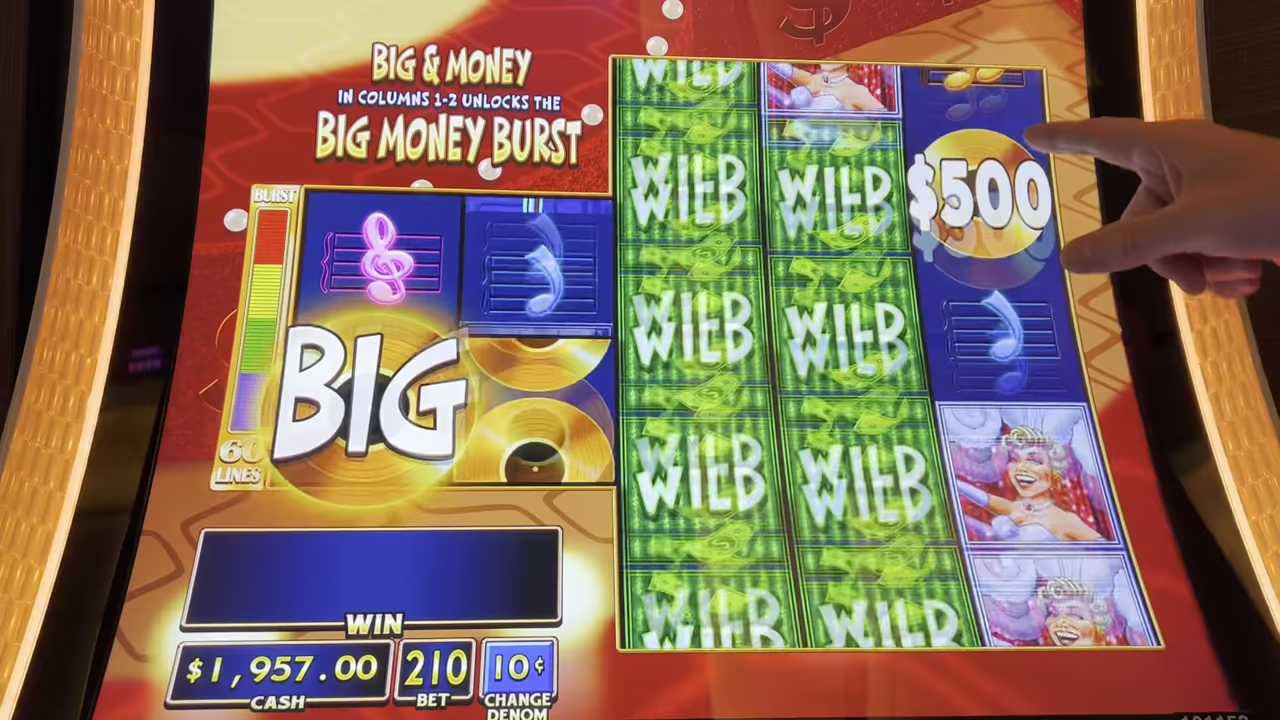 BIG & MONEY
IN COLUMNS 1-2 UNLOCKS THE
BIG MONEY BURST
BURST
BIG
60
LINES
WILD
WILD
WILD
WILD
WILD
WILD
WILD
WILD
WILD
$500
WIN
$1,957.00
CASH
210
BET
10¢
CHANGE
DENOM